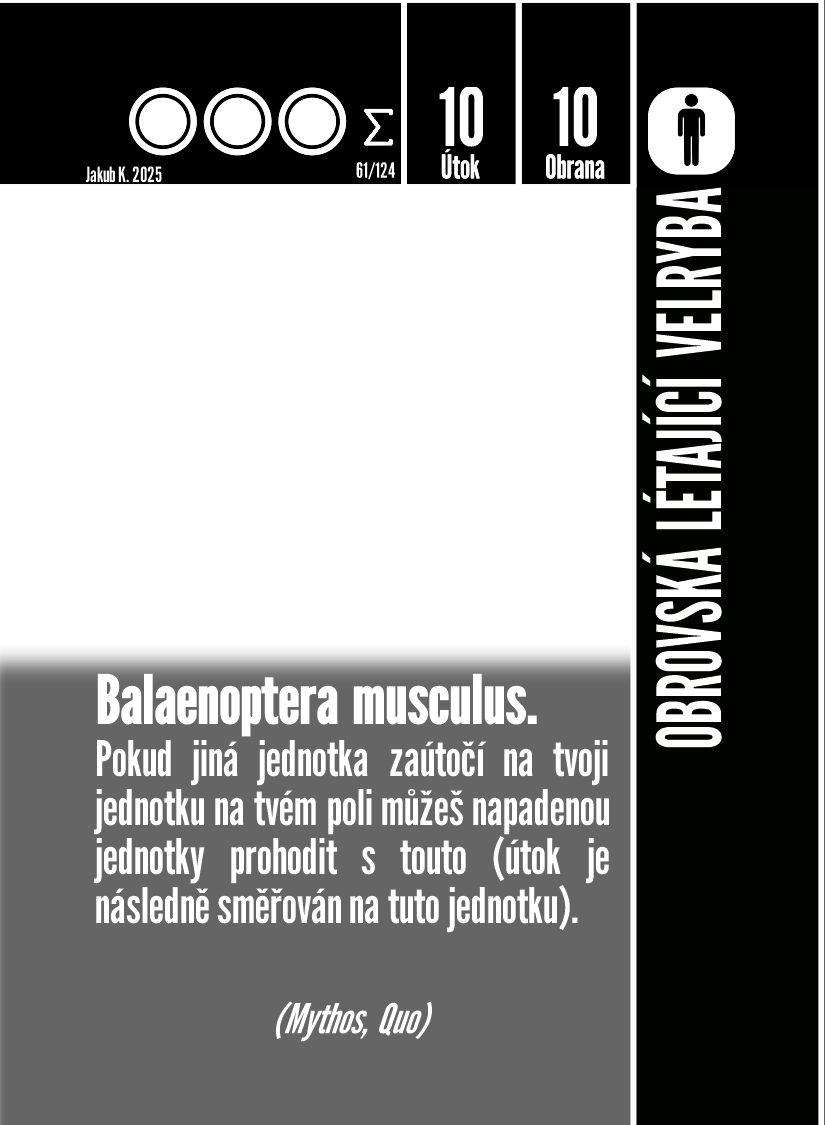 Σ
Jakub K. 2025
61/124
10
Útok
10
Obrana
OBROVSKÁ LÉTAJÍCÍ VELRYBA
Balaenoptera musculus.
Pokud jiná jednotka zaútočí na tvoji
jednotku na tvém poli můžeš napadenou
jednotky prohodit s touto (útok je
následně směřován na tuto jednotku).
(Mythos, Quo)